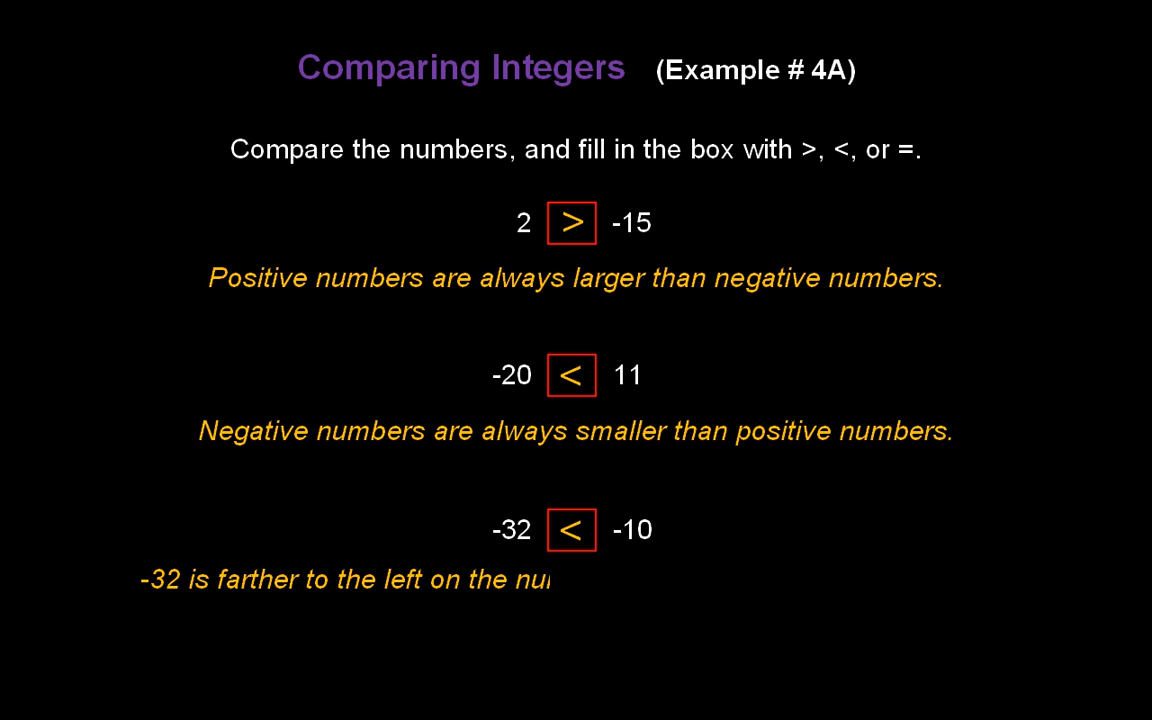 Comparing Integers (Example # 4A)
Compare the numbers, and fill in the box with >, <, or =.
2 > -15
Positive numbers are always larger than negative numbers.
-20 < 11
Negative numbers are always smaller than positive numbers.
-32 < -10
-32 is farther to the left on the